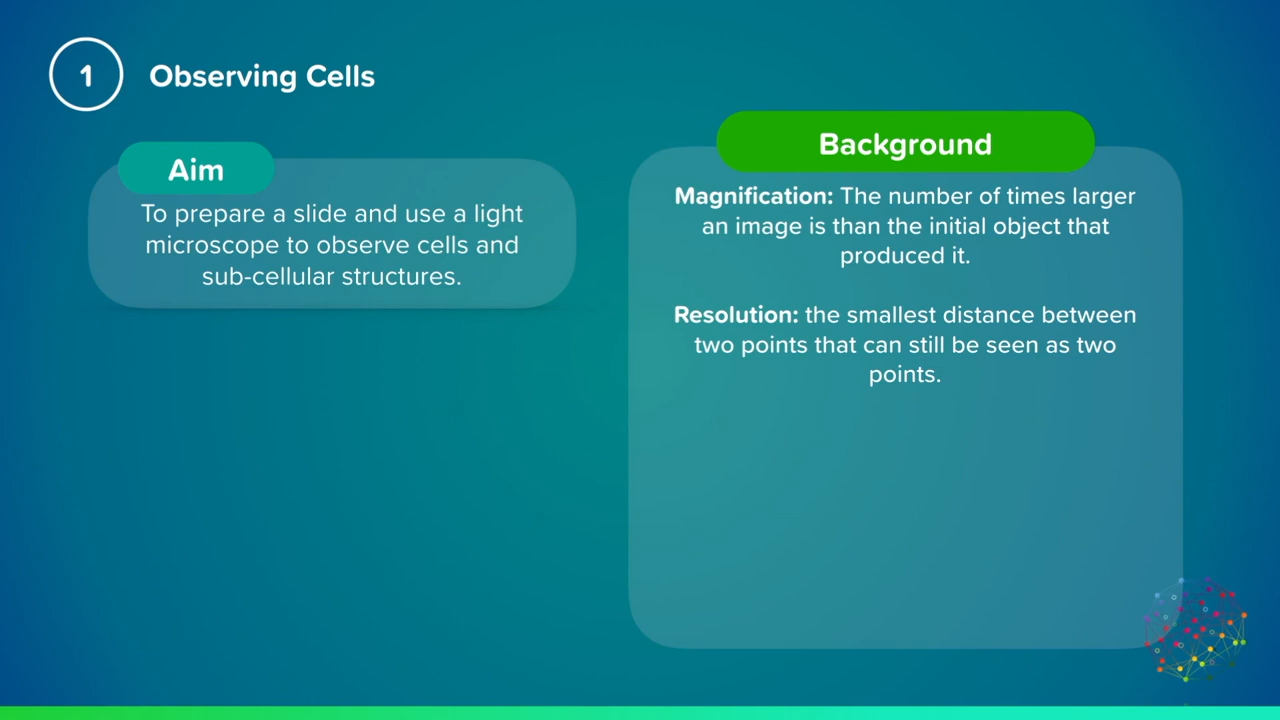 1
Observing Cells
Aim
To prepare a slide and use a light
microscope to observe cells and
sub-cellular structures.
Background
Magnification: The number of times larger
an image is than the initial object that
produced it.
Resolution: the smallest distance between
two points that can still be seen as two
points.